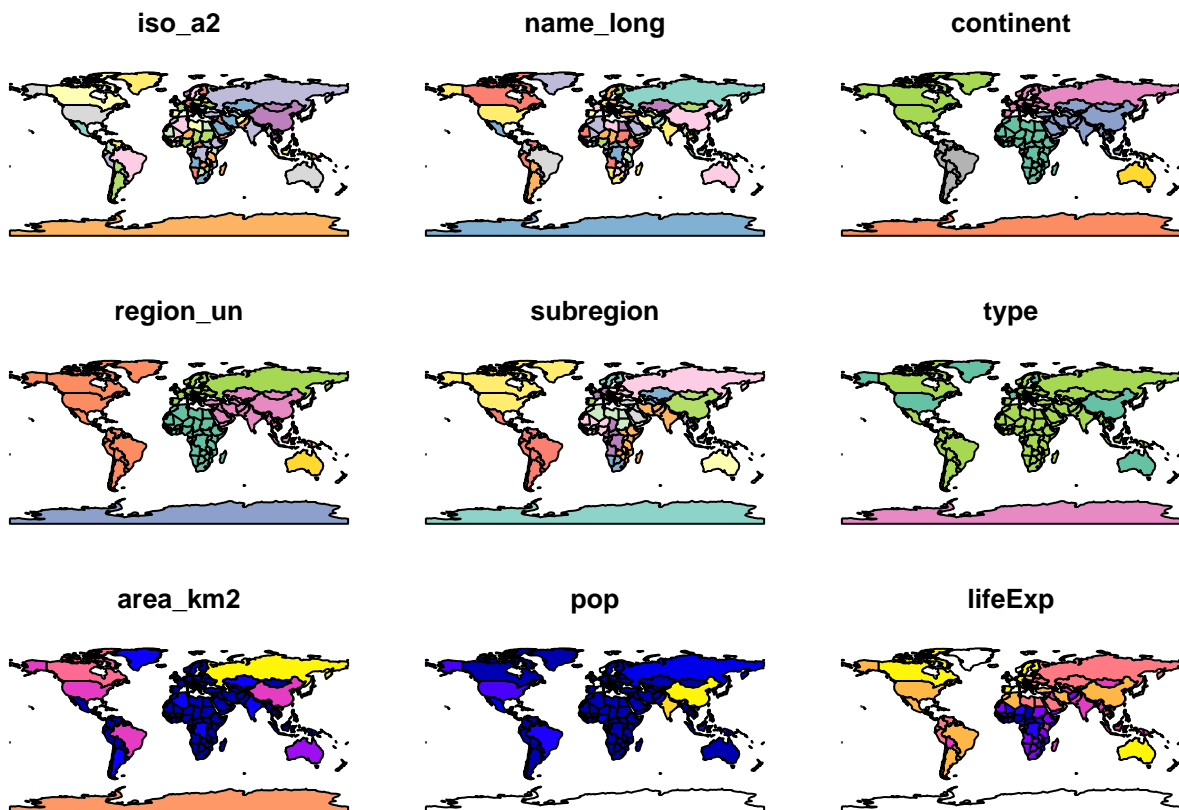 iso_a2
name_long
continent
region_un
subregion
type
area_km2
pop
lifeExp